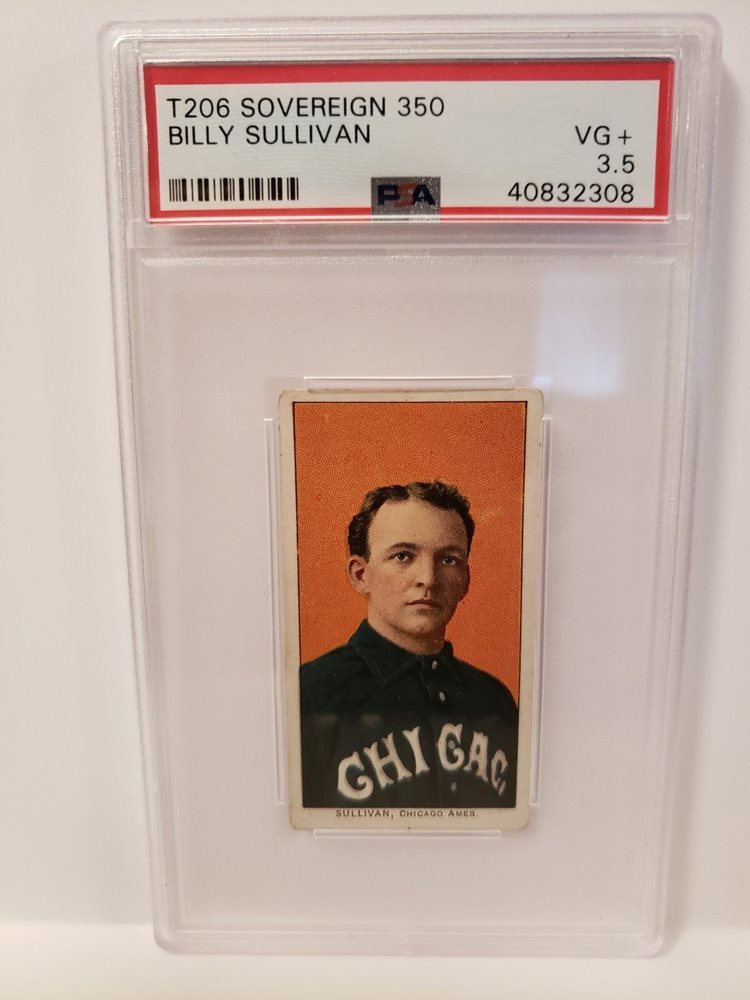 T206 SOVEREIGN 350
BILLY SULLIVAN
VG+
3.5
PSA
40832308
CHICAG
SULLIVAN, CHICAGO AMER.